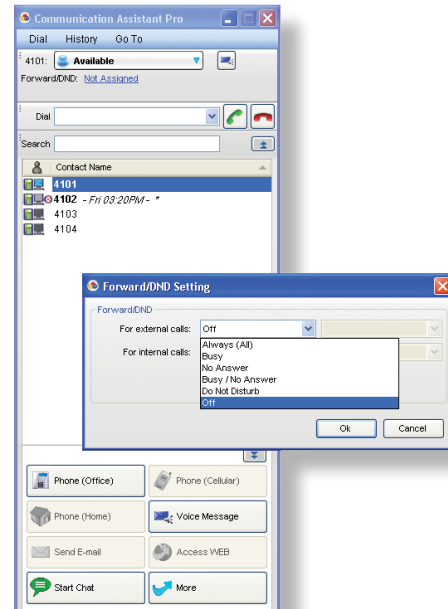 Communication Assistant Pro
Dial History Go To
4101: Available
Forward/DND: Not Assigned
Dial
Search
Contact Name
4101
4102 - Fri 03:20PM - *
4103
4104
Forward/DND Setting
Forward/DND
For external calls: Off
Always (All)
For internal calls:
Busy
No Answer
Busy / No Answer
Do Not Disturb
Off
Ok Cancel
Phone (Office) Phone (Cellular)
Phone (Home) Voice Message
Send E-mail Access WEB
Start Chat More